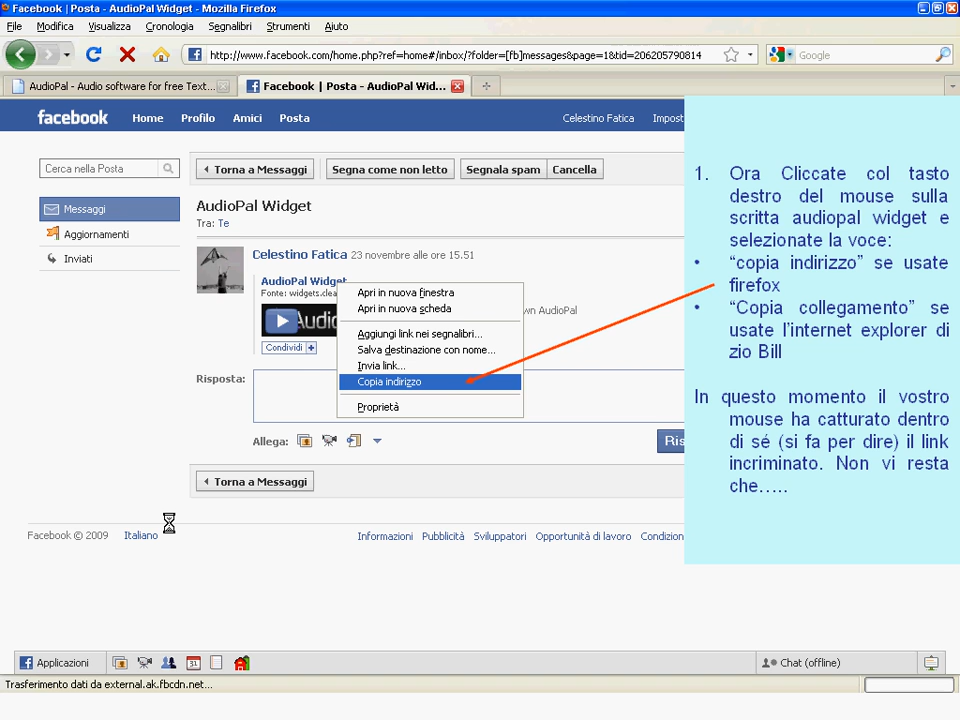 Facebook | Posta - AudioPal Widget - Mozilla Firefox
File Modifica Visualizza Cronologia Segnalibri Strumenti Aiuto
http://www.facebook.com/home.php?ref=home#/inbox/?folder=[fb]messages&page=1&tid=206205790814
Google
AudioPal - Audio software for free Text...
Facebook | Posta - AudioPal Wid...
facebook Home Profilo Amici Posta Celestino Fatica Impost
Cerca nella Posta
Torna a Messaggi Segna come non letto Segnala spam Cancella
Messaggi
Aggiornamenti
Inviati
AudioPal Widget
Tra: Te
Celestino Fatica 23 novembre alle ore 15.51
AudioPal Widget
Fonte: widgets.clea
Audio
wn AudioPal
Condividi +
Apri in nuova finestra
Apri in nuova scheda
Aggiungi link nei segnalibri...
Salva destinazione con nome...
Invia link...
Copia indirizzo
Proprietà
Risposta:
Allega:
Ris
Torna a Messaggi
Facebook © 2009 Italiano
Informazioni Pubblicità Sviluppatori Opportunità di lavoro Condizion
1. Ora Cliccate col tasto
destro del mouse sulla
scritta audiopal widget e
selezionate la voce:
• “copia indirizzo” se usate
firefox
• “Copia collegamento” se
usate l’internet explorer di
zio Bill
In questo momento il vostro
mouse ha catturato dentro
di sé (si fa per dire) il link
incriminato. Non vi resta
che…..
Applicazioni
31
Chat (offline)
Trasferimento dati da external.ak.fbcdn.net...